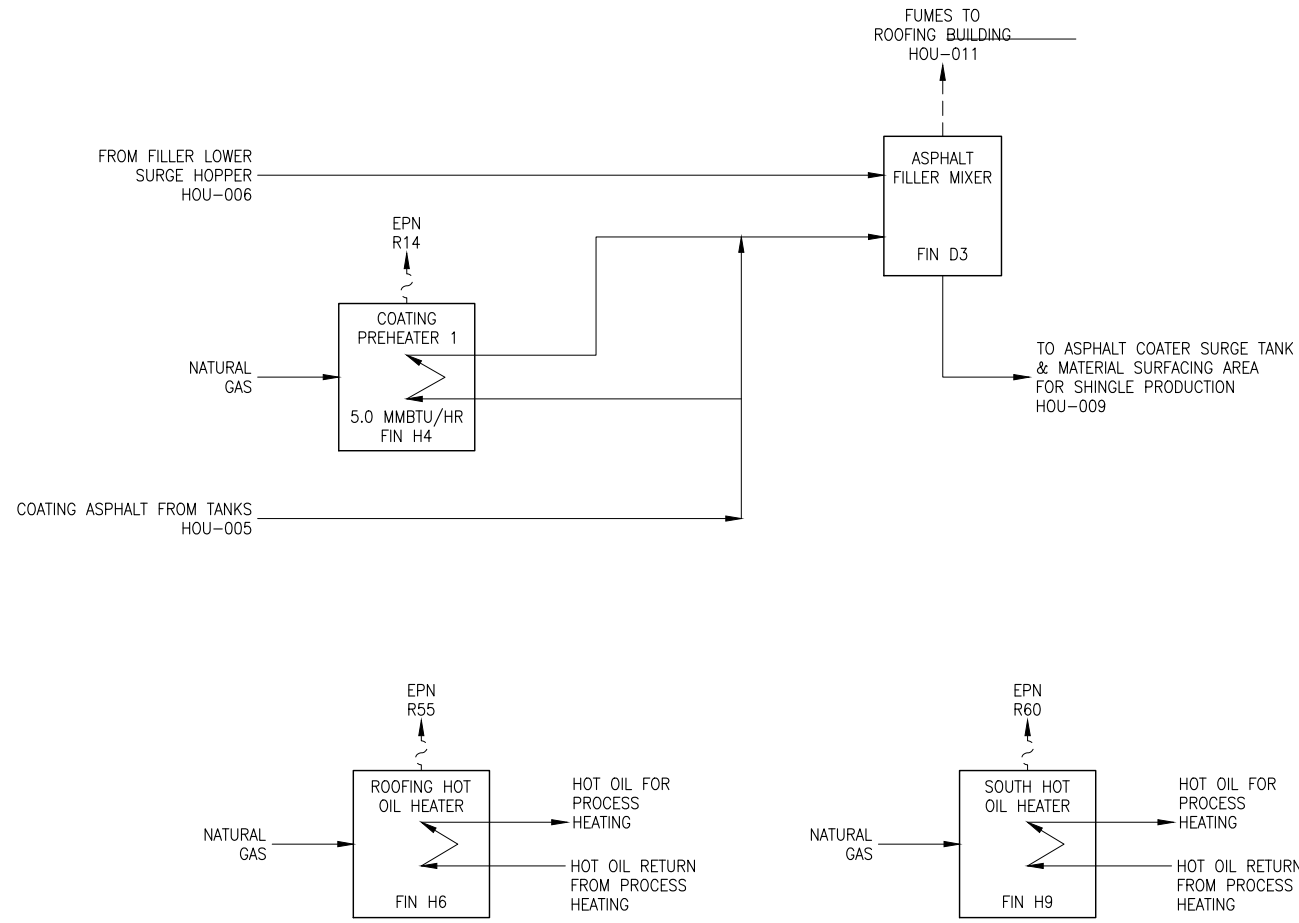 FUMES TO
ROOFING BUILDING
HOU-011
FROM FILLER LOWER
SURGE HOPPER
HOU-006
ASPHALT
FILLER MIXER
FIN D3
EPN
R14
COATING
PREHEATER 1
5.0 MMBTU/HR
FIN H4
NATURAL
GAS
TO ASPHALT COATER SURGE TANK
& MATERIAL SURFACING AREA
FOR SHINGLE PRODUCTION
HOU-009
COATING ASPHALT FROM TANKS
HOU-005
EPN
R55
ROOFING HOT
OIL HEATER
FIN H6
NATURAL
GAS
HOT OIL FOR
PROCESS
HEATING
HOT OIL RETURN
FROM PROCESS
HEATING
EPN
R60
SOUTH HOT
OIL HEATER
FIN H9
NATURAL
GAS
HOT OIL FOR
PROCESS
HEATING
HOT OIL RETURN
FROM PROCESS
HEATING